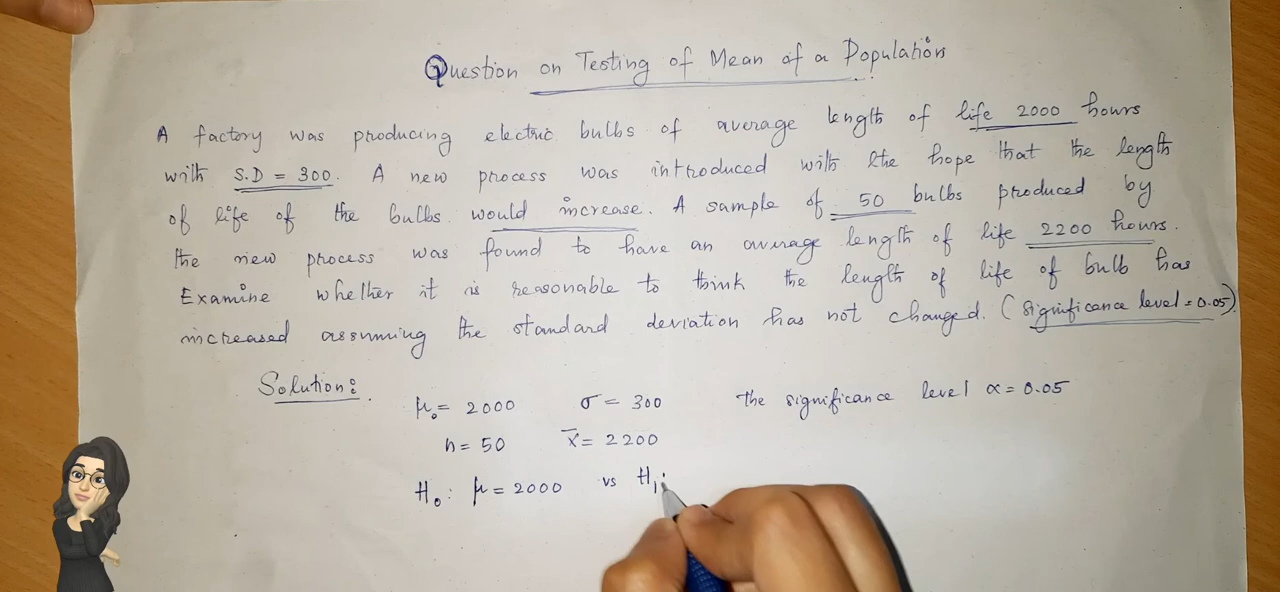 Question on Testing of Mean of a Population
A factory was producing electric bulbs of average length of life 2000 hours
with S.D = 300. A new process was introduced with the hope that the length
of life of the bulbs would increase. A sample of 50 bulbs produced by
the new process was found to have an average length of life 2200 hours.
Examine whether it is reasonable to think the length of life of bulb has
increased assuming the standard deviation has not changed. (Significance level = 0.05)
Solution:
μ₀ = 2000 σ = 300 The significance level α = 0.05
n = 50 x̄ = 2200
H₀ : μ = 2000 vs H₁: